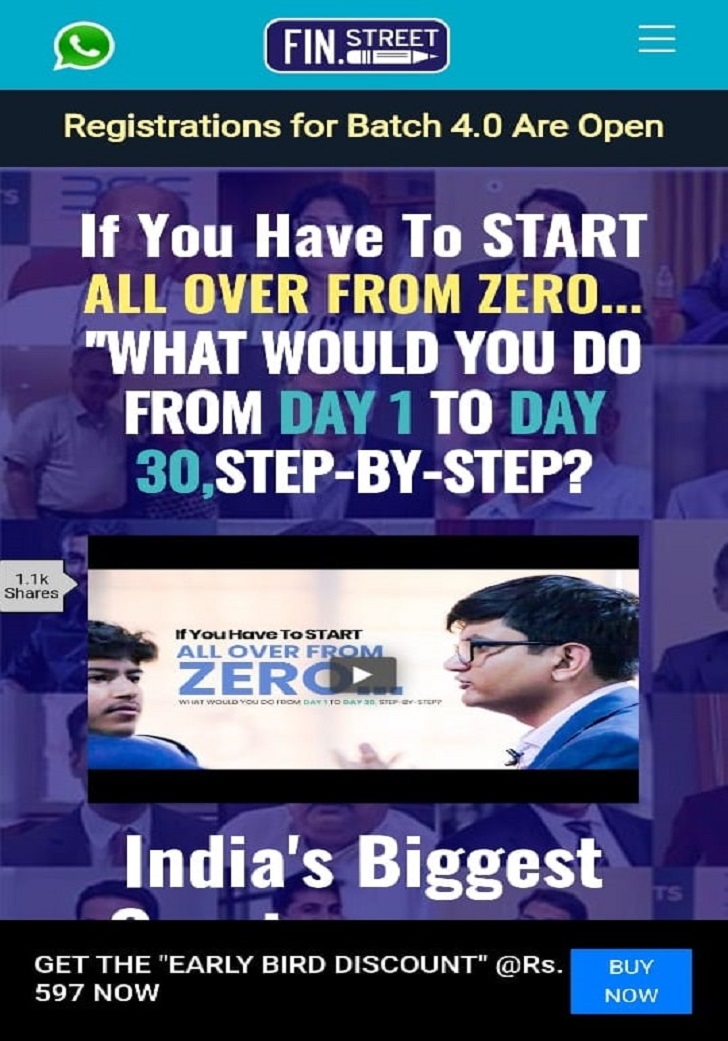 FIN. STREET
Registrations for Batch 4.0 Are Open
If You Have To START
ALL OVER FROM ZERO...
"WHAT WOULD YOU DO
FROM DAY 1 TO DAY
30,STEP-BY-STEP?
1.1k
Shares
If You Have To START
ALL OVER FROM
ZERO...
WHAT WOULD YOU DO FROM DAY 1 TO DAY 30, STEP-BY-STEP?
India's Biggest
TS
GET THE "EARLY BIRD DISCOUNT" @Rs.
597 NOW
BUY
NOW